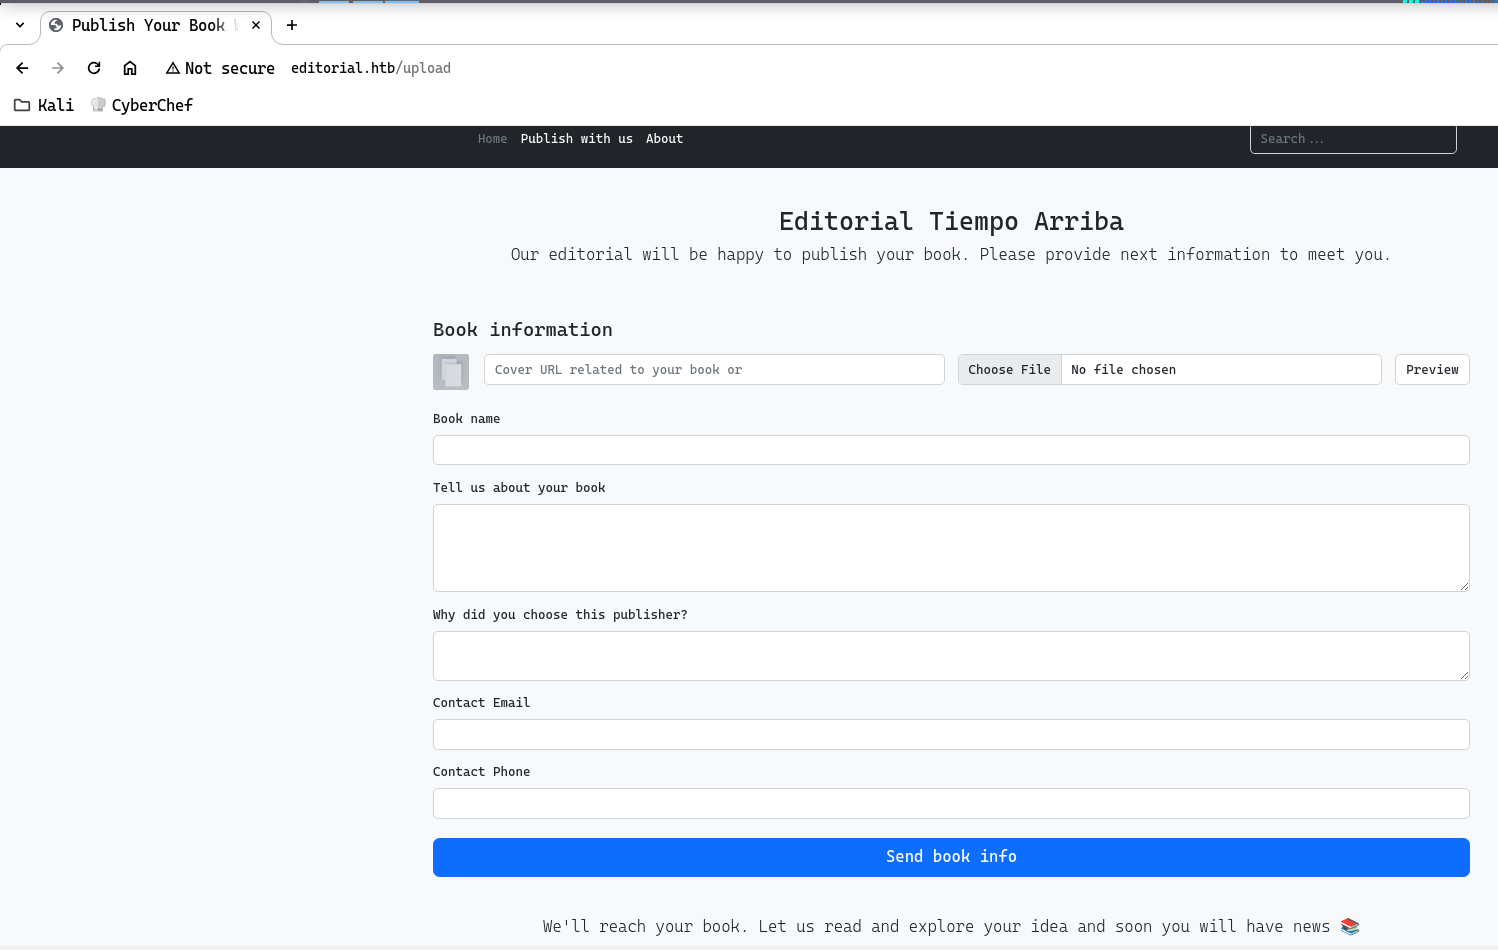 Publish Your Book
Not secure editorial.htb/upload
Kali CyberChef
Home Publish with us About Search ...
Editorial Tiempo Arriba
Our editorial will be happy to publish your book. Please provide next information to meet you.
Book information
Cover URL related to your book or Choose File No file chosen Preview
Book name
Tell us about your book
Why did you choose this publisher?
Contact Email
Contact Phone
Send book info
We'll reach your book. Let us read and explore your idea and soon you will have news 📚